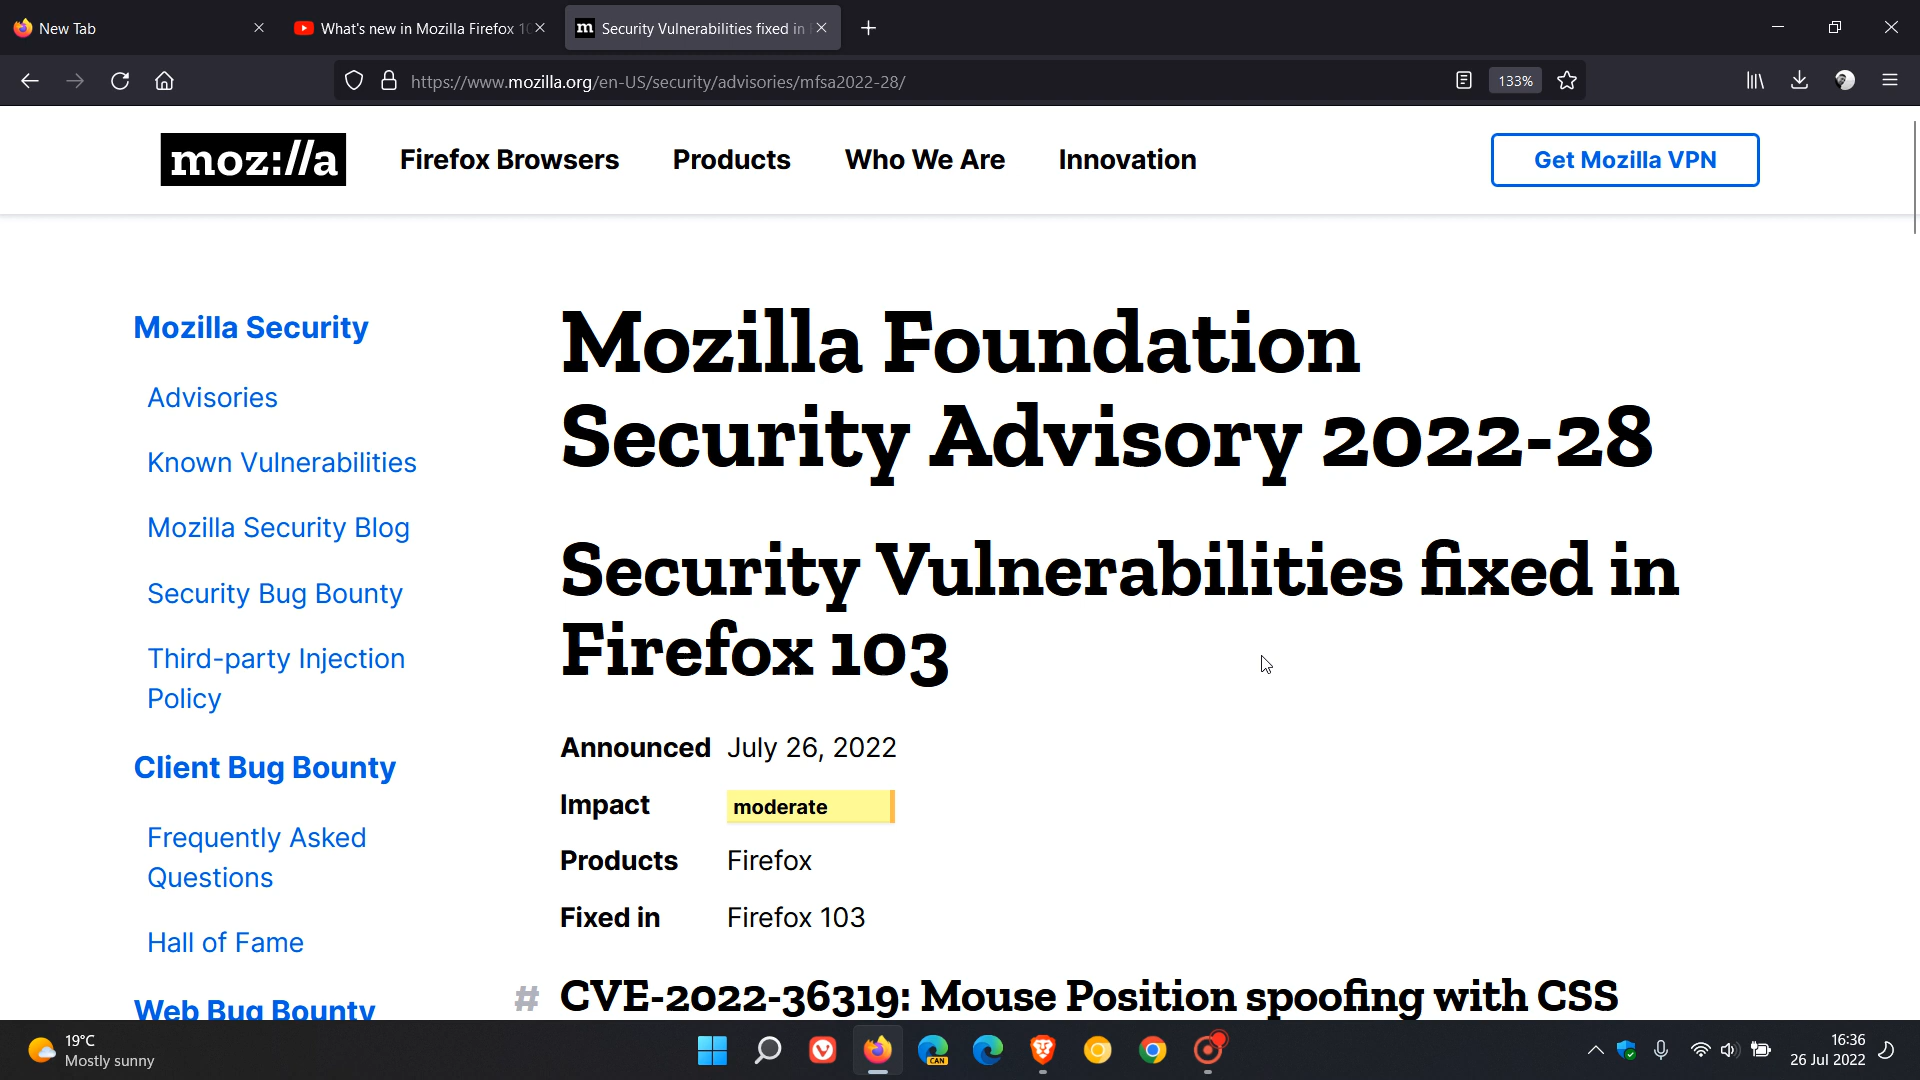 New Tab
What's new in Mozilla Firefox 10
Security Vulnerabilities fixed in
https://www.mozilla.org/en-US/security/advisories/mfsa2022-28/
133%
moz://a
Firefox Browsers
Products
Who We Are
Innovation
Get Mozilla VPN
Mozilla Security
Advisories
Known Vulnerabilities
Mozilla Security Blog
Security Bug Bounty
Third-party Injection
Policy
Client Bug Bounty
Frequently Asked
Questions
Hall of Fame
Web Bug Bounty
Mozilla Foundation
Security Advisory 2022-28
Security Vulnerabilities fixed in
Firefox 103
Announced July 26, 2022
Impact moderate
Products Firefox
Fixed in Firefox 103
# CVE-2022-36319: Mouse Position spoofing with CSS
19°C
Mostly sunny
CAN
16:36
26 Jul 2022